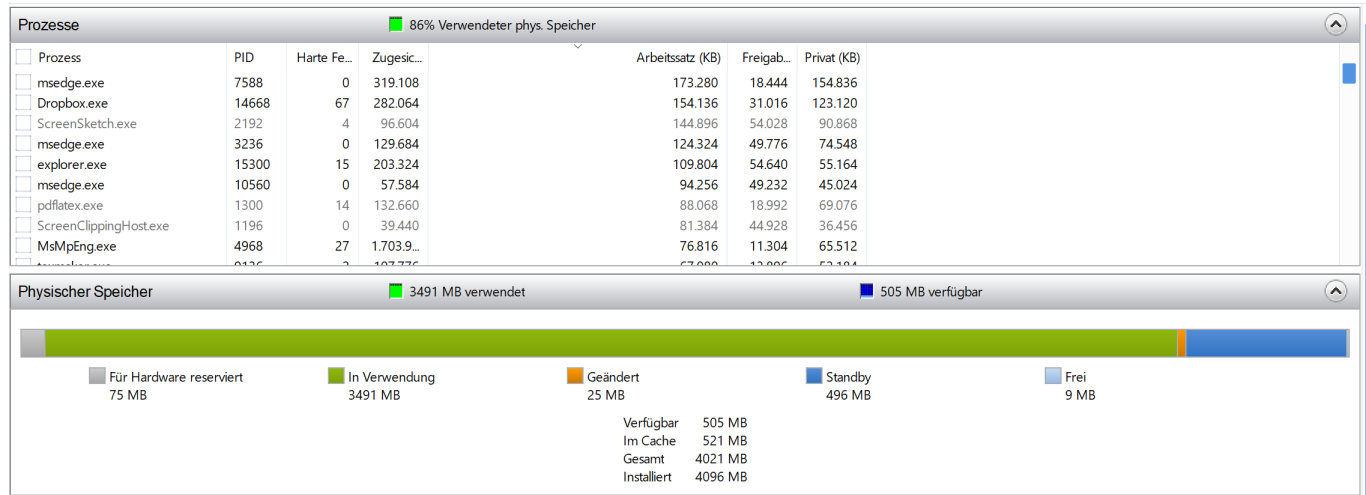 Prozesse 86% Verwendeter phys. Speicher
Prozess PID Harte Fe... Zugesic... Arbeitssatz (KB) Freigab... Privat (KB)
msedge.exe 7588 0 319.108 173.280 18.444 154.836
Dropbox.exe 14668 67 282.064 154.136 31.016 123.120
ScreenSketch.exe 2192 4 96.604 144.896 54.028 90.868
msedge.exe 3236 0 129.684 124.324 49.776 74.548
explorer.exe 15300 15 203.324 109.804 54.640 55.164
msedge.exe 10560 0 57.584 94.256 49.232 45.024
pdflatex.exe 1300 14 132.660 88.068 18.992 69.076
ScreenClippingHost.exe 1196 0 39.440 81.384 44.928 36.456
MsMpEng.exe 4968 27 1.703.9... 76.816 11.304 65.512
Physischer Speicher 3491 MB verwendet 505 MB verfügbar
Für Hardware reserviert In Verwendung Geändert Standby Frei
75 MB 3491 MB 25 MB 496 MB 9 MB
Verfügbar 505 MB
Im Cache 521 MB
Gesamt 4021 MB
Installiert 4096 MB